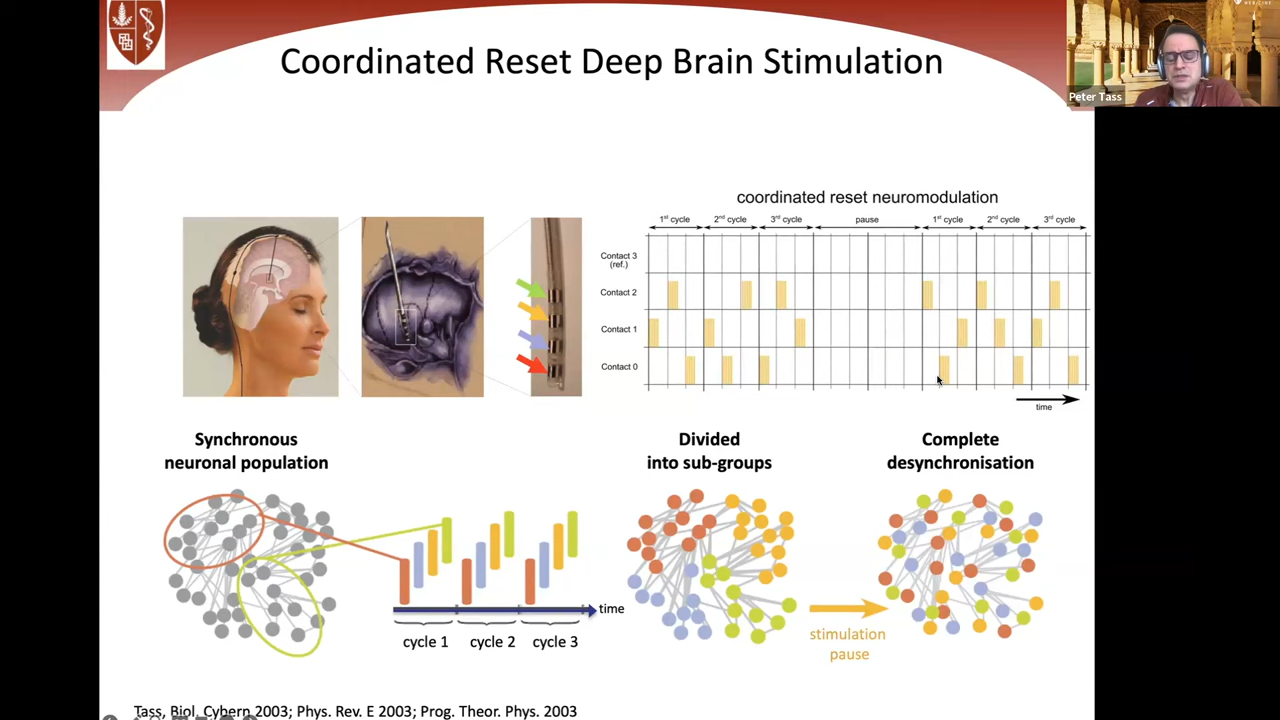 Coordinated Reset Deep Brain Stimulation
Peter Tass
coordinated reset neuromodulation
1st cycle
2nd cycle
3rd cycle
pause
1st cycle
2nd cycle
3rd cycle
Contact 3
(ref.)
Contact 2
Contact 1
Contact 0
time
Synchronous
neuronal population
Divided
into sub-groups
Complete
desynchronisation
time
cycle 1
cycle 2
cycle 3
stimulation
pause
Tass, Biol. Cybern 2003; Phys. Rev. E 2003; Prog. Theor. Phys. 2003